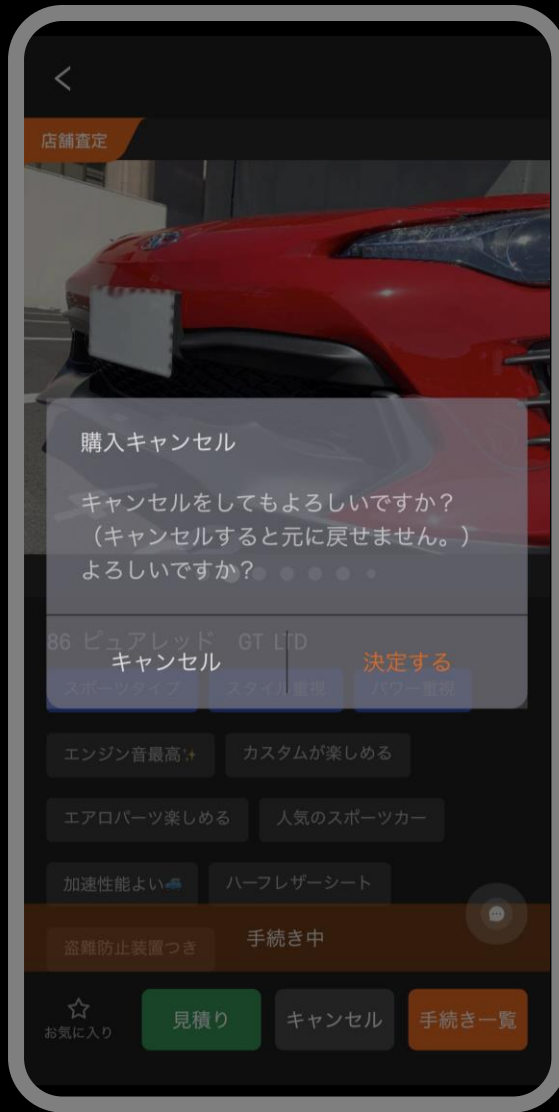 店舗査定
購入キャンセル
キャンセルをしてもよろしいですか？
（キャンセルすると元に戻せません。）
よろしいですか？
86 ピュアレッド　GT LTD
キャンセル
決定する
スポーツタイプ
スタイル重視
パワー重視
エンジン音最高✨
カスタムが楽しめる
エアロパーツ楽しめる
人気のスポーツカー
加速性能よい🚙
ハーフレザーシート
盗難防止装置つき
手続き中
お気に入り
見積り
キャンセル
手続き一覧